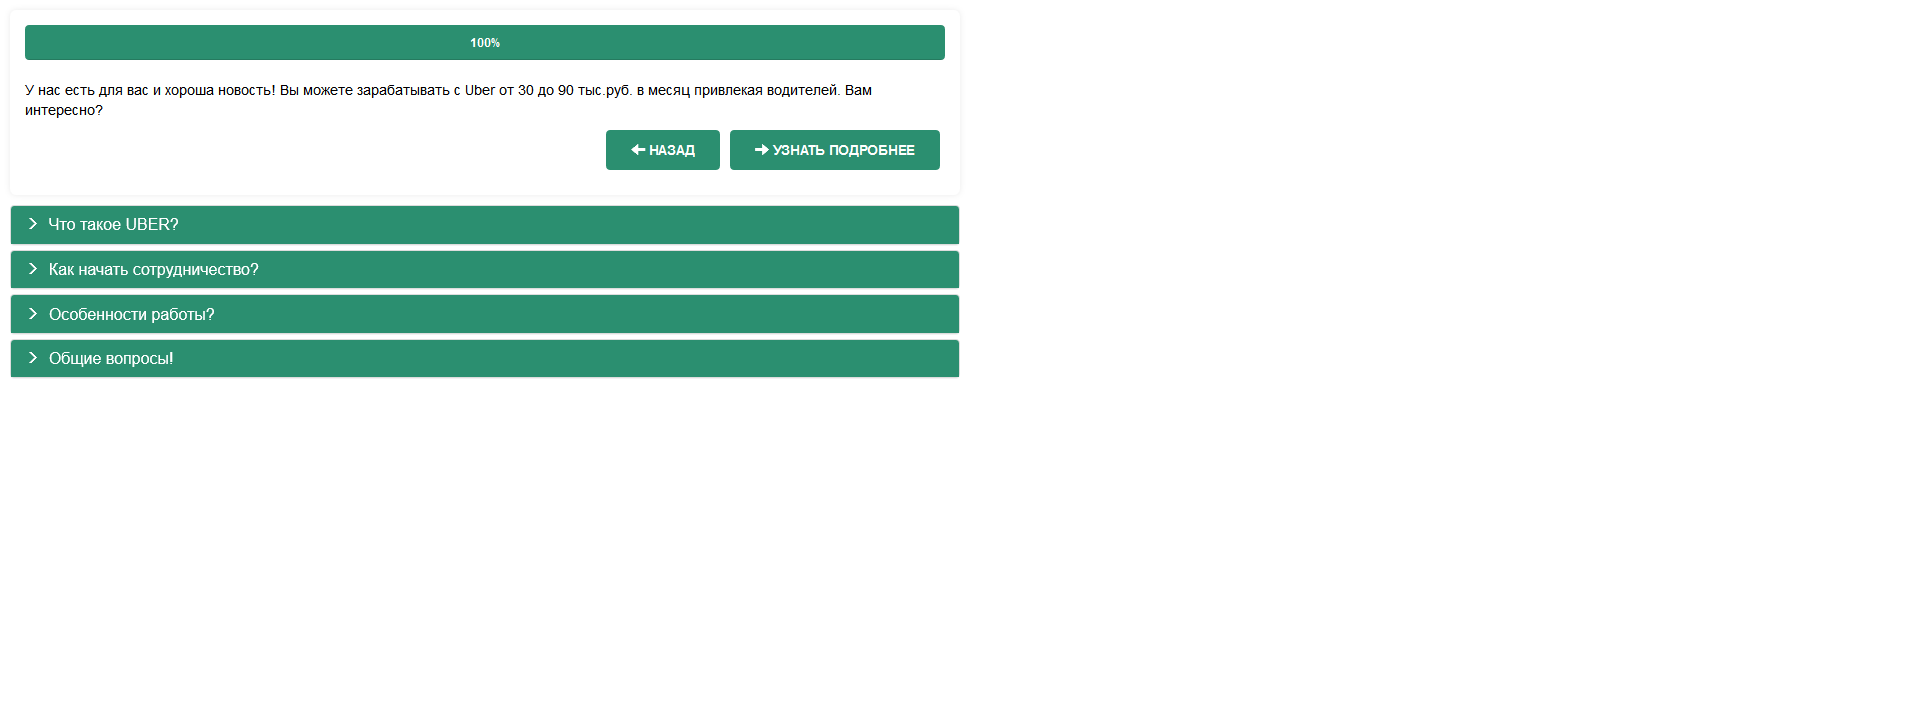 100%
У нас есть для вас и хороша новость! Вы можете зарабатывать с Uber от 30 до 90 тыс.руб. в месяц привлекая водителей. Вам
интересно?
НАЗАД УЗНАТЬ ПОДРОБНЕЕ
Что такое UBER?
Как начать сотрудничество?
Особенности работы?
Общие вопросы!